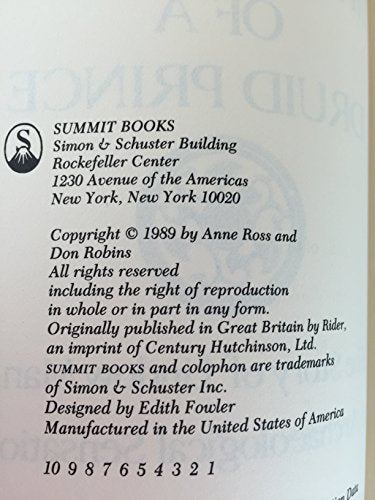 OF A
DRUID PRINCE
SUMMIT BOOKS
Simon & Schuster Building
Rockefeller Center
1230 Avenue of the Americas
New York, New York 10020
Copyright © 1989 by Anne Ross and
Don Robins
All rights reserved
including the right of reproduction
in whole or in part in any form.
Originally published in Great Britain by Rider,
an imprint of Century Hutchinson, Ltd.
SUMMIT BOOKS and colophon are trademarks
of Simon & Schuster Inc.
Designed by Edith Fowler
Manufactured in the United States of America
10 9 8 7 6 5 4 3 2 1
Data